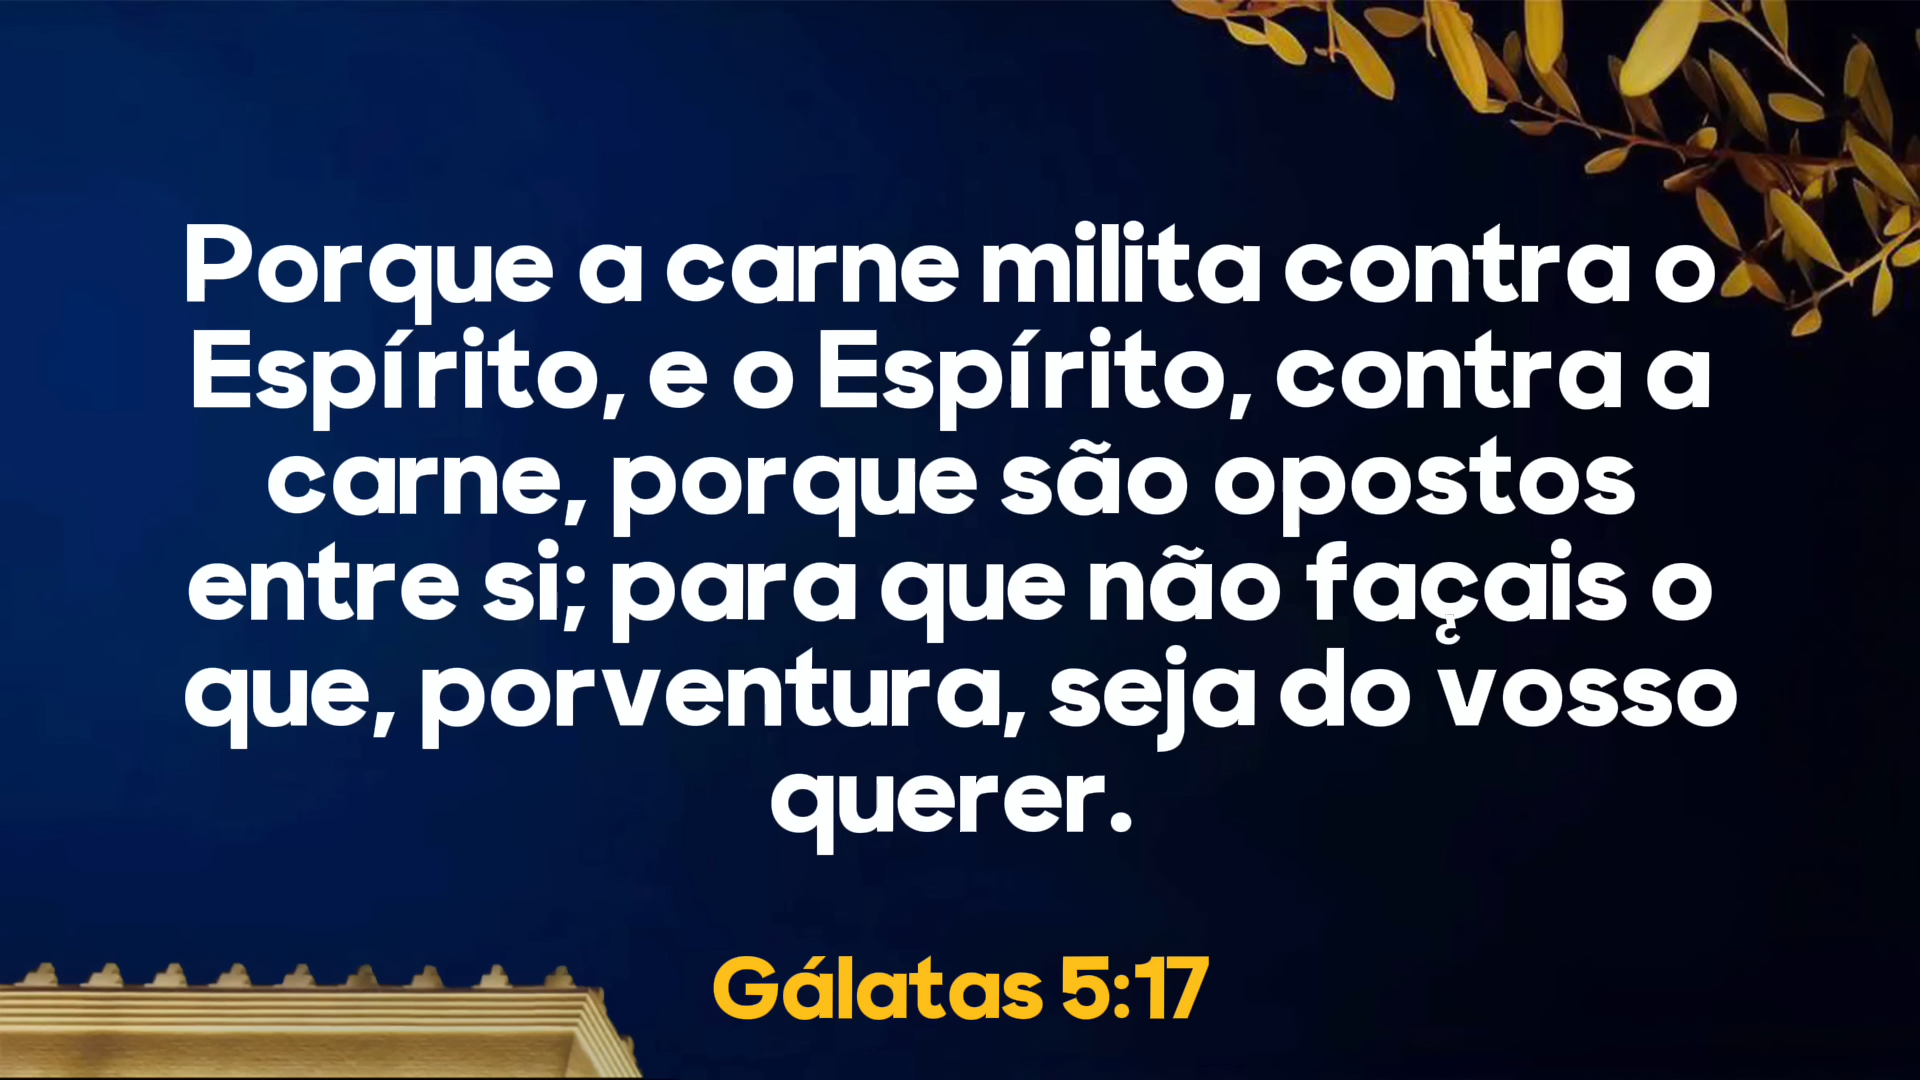 Porque a carne milita contra o
Espírito, e o Espírito, contra a
carne, porque são opostos
entre si; para que não façais o
que, porventura, seja do vosso
querer.
Gálatas 5:17